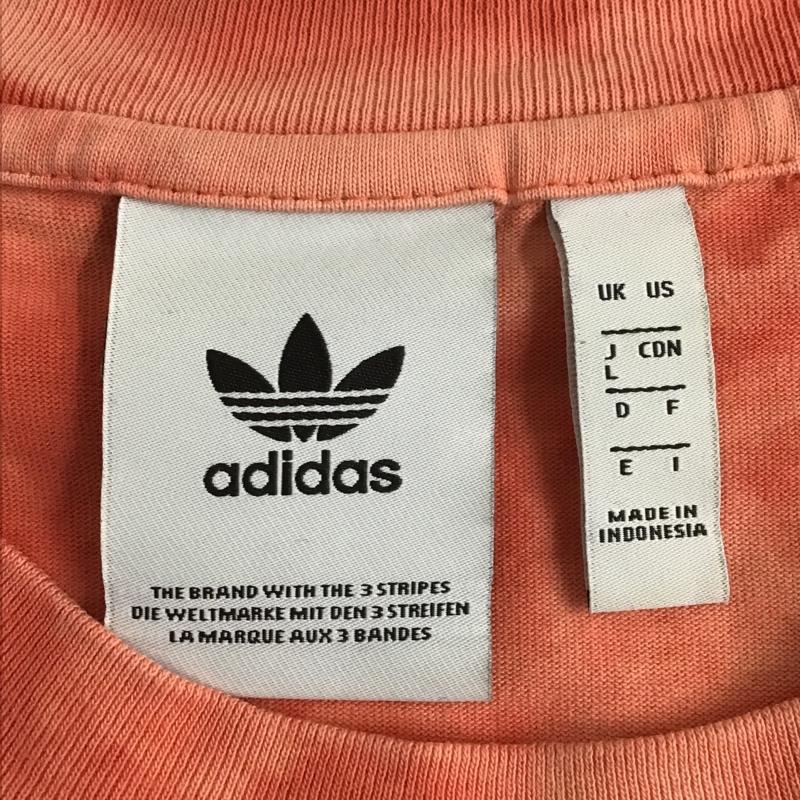 adidas
THE BRAND WITH THE 3 STRIPES
DIE WELTMARKE MIT DEN 3 STREIFEN
LA MARQUE AUX 3 BANDES
UK US
J CDN
L
D F
E I
MADE IN
INDONESIA